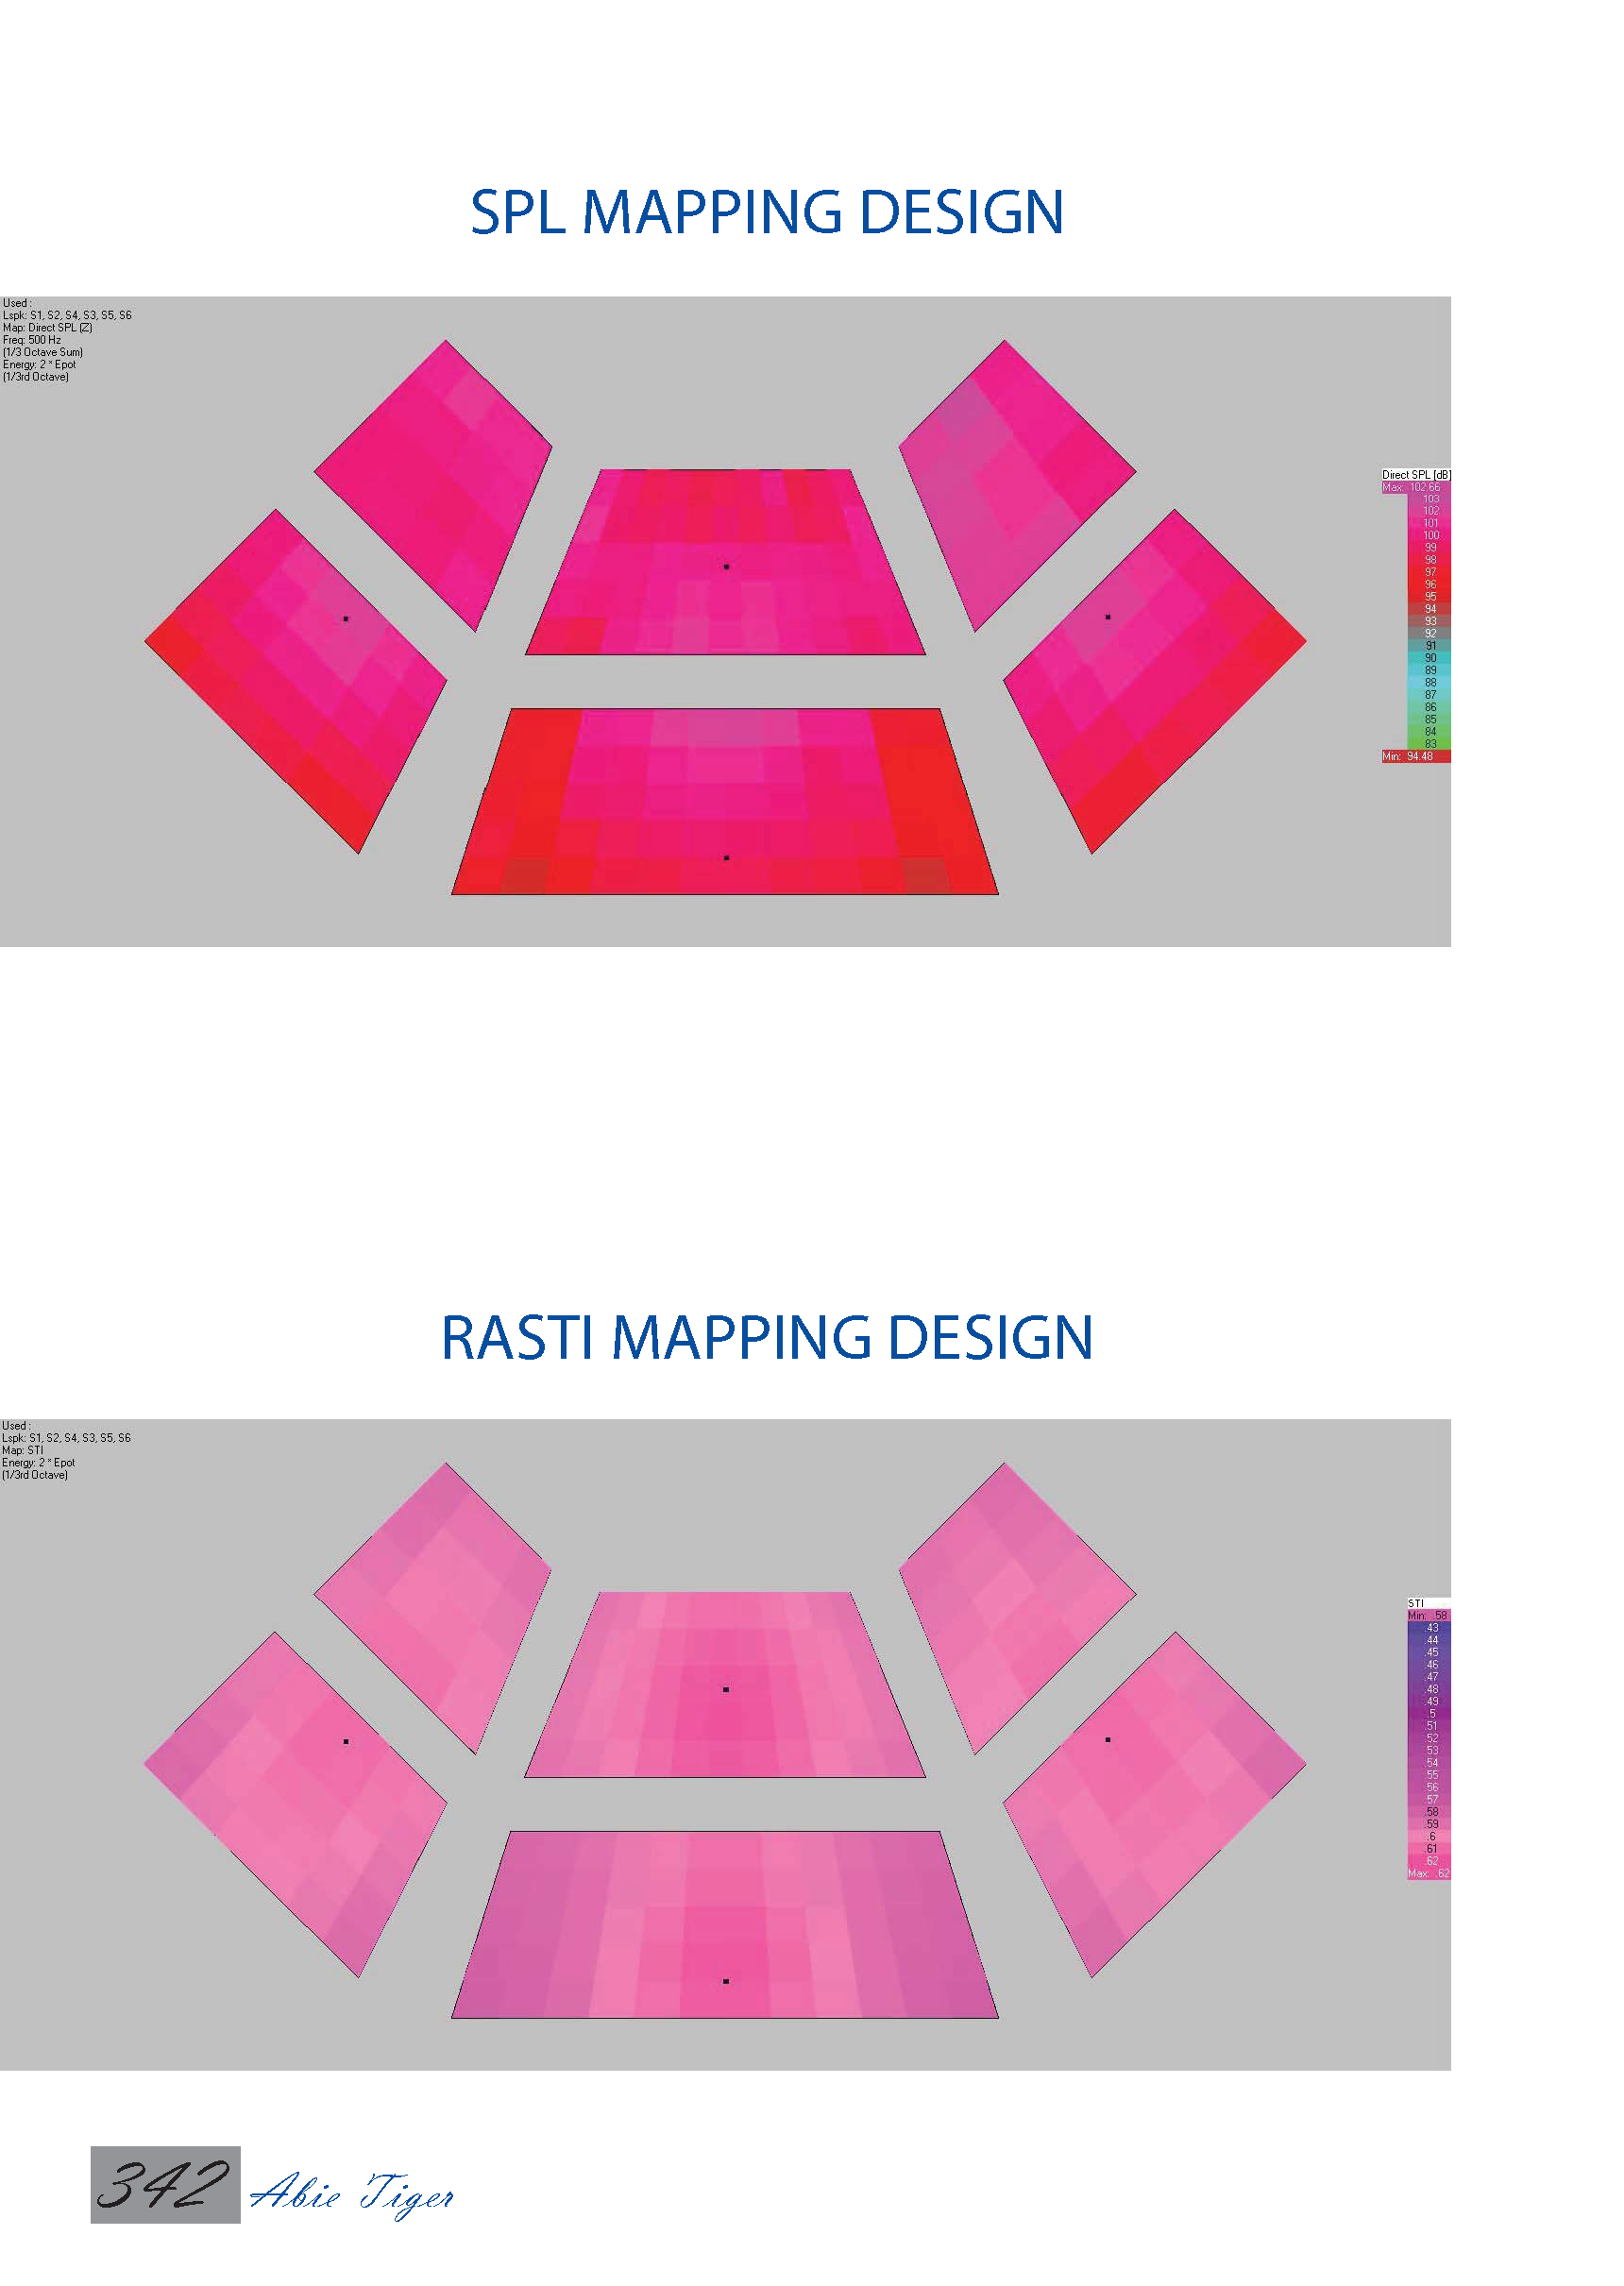 SPL MAPPING DESIGN
Used :
Lspk: S1, S2, S4, S3, S5, S6
Map: Direct SPL (Z)
Freq: 500 Hz
(1/3 Octave Sum)
Energy: 2 * Epot
(1/3rd Octave)
Direct SPL [dB]
Max: 102.66
103
102
101
100
99
98
97
96
95
94
93
92
91
90
89
88
87
86
85
84
83
Min: 94.48
RASTI MAPPING DESIGN
Used :
Lspk: S1, S2, S4, S3, S5, S6
Map: STI
Energy: 2 * Epot
(1/3rd Octave)
STI
Min: .58
.43
.44
.45
.46
.47
.48
.49
.5
.51
.52
.53
.54
.55
.56
.57
.58
.59
.6
.61
.62
Max: .62
342 Abie Tiger